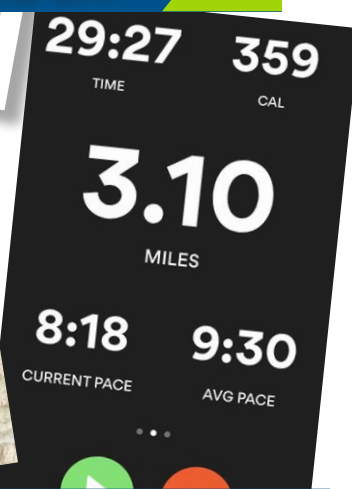 29:27 359
TIME CAL
3.10
MILES
8:18 9:30
CURRENT PACE AVG PACE